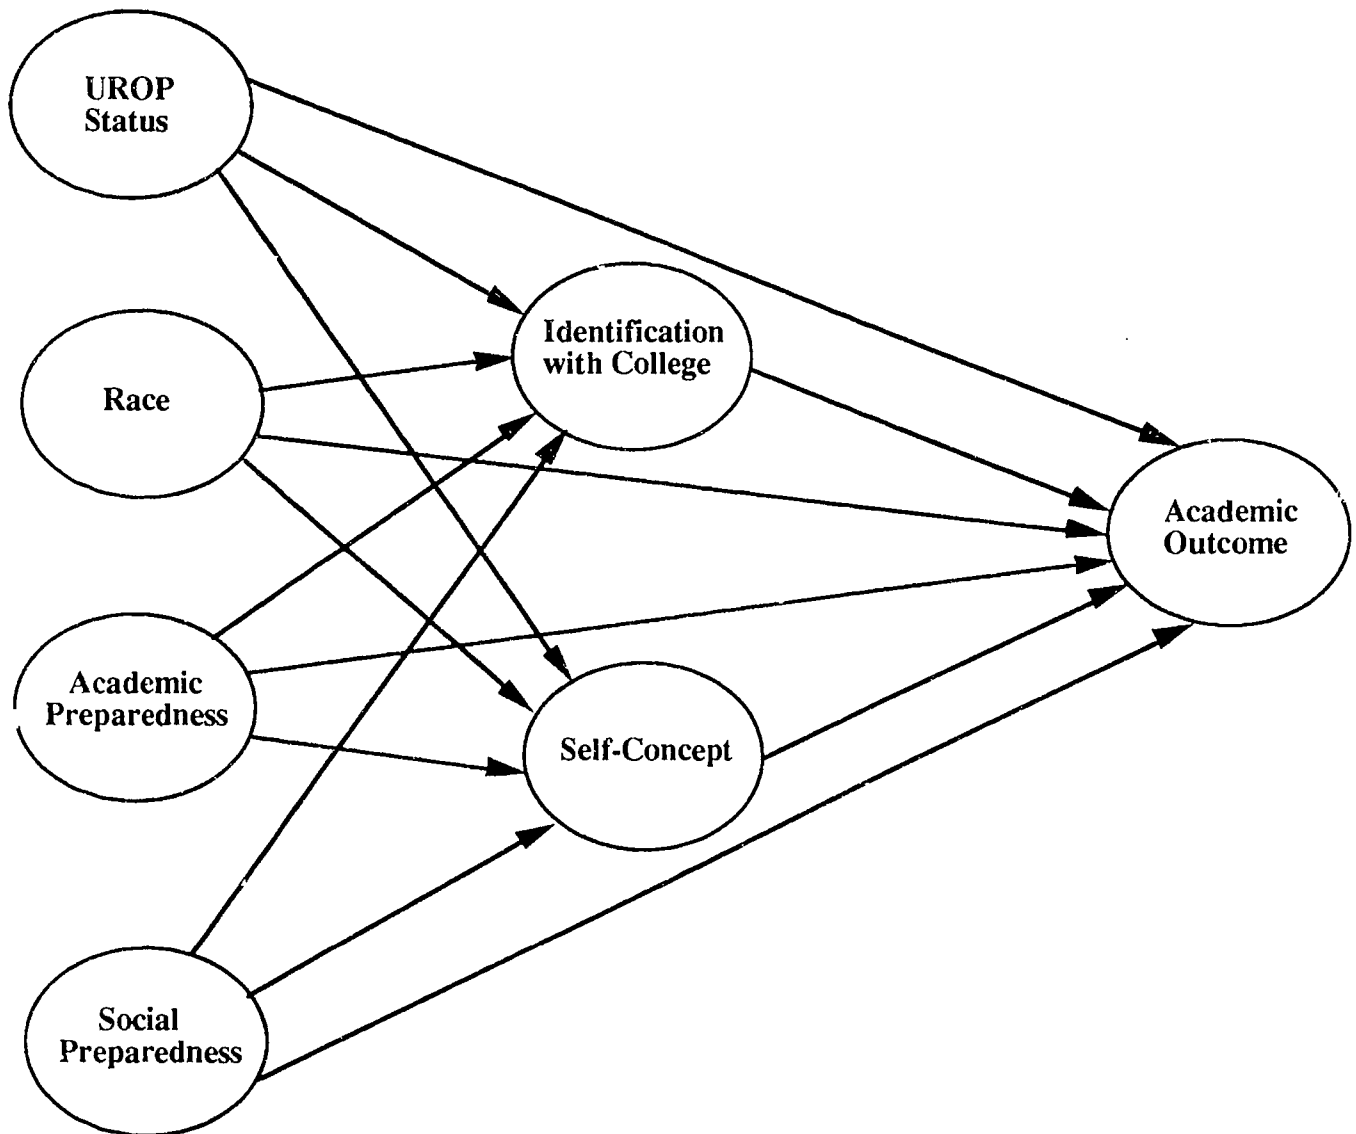 UROP
Status
Identification
with College
Race
Academic
Outcome
Academic
Preparedness
Self-Concept
Social
Preparedness